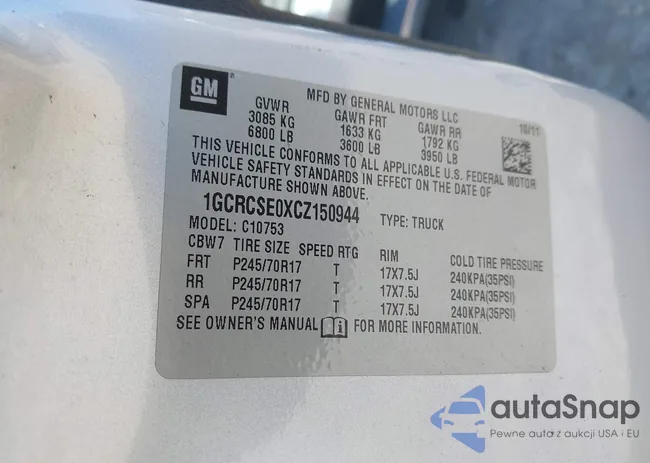 GM
MFD BY GENERAL MOTORS LLC
GVWR GAWR FRT GAWR RR 10/11
3085 KG 1633 KG 1792 KG
6800 LB 3600 LB 3950 LB
THIS VEHICLE CONFORMS TO ALL APPLICABLE U.S. FEDERAL MOTOR
VEHICLE SAFETY STANDARDS IN EFFECT ON THE DATE OF
MANUFACTURE SHOWN ABOVE.
1GCRCSE0XCZ150944 TYPE: TRUCK
MODEL: C10753
CBW7 TIRE SIZE SPEED RTG RIM COLD TIRE PRESSURE
FRT P245/70R17 T 17X7.5J 240KPA(35PSI)
RR P245/70R17 T 17X7.5J 240KPA(35PSI)
SPA P245/70R17 T 17X7.5J 240KPA(35PSI)
SEE OWNER'S MANUAL FOR MORE INFORMATION.
autaSnap
Pewne auta z aukcji USA i EU